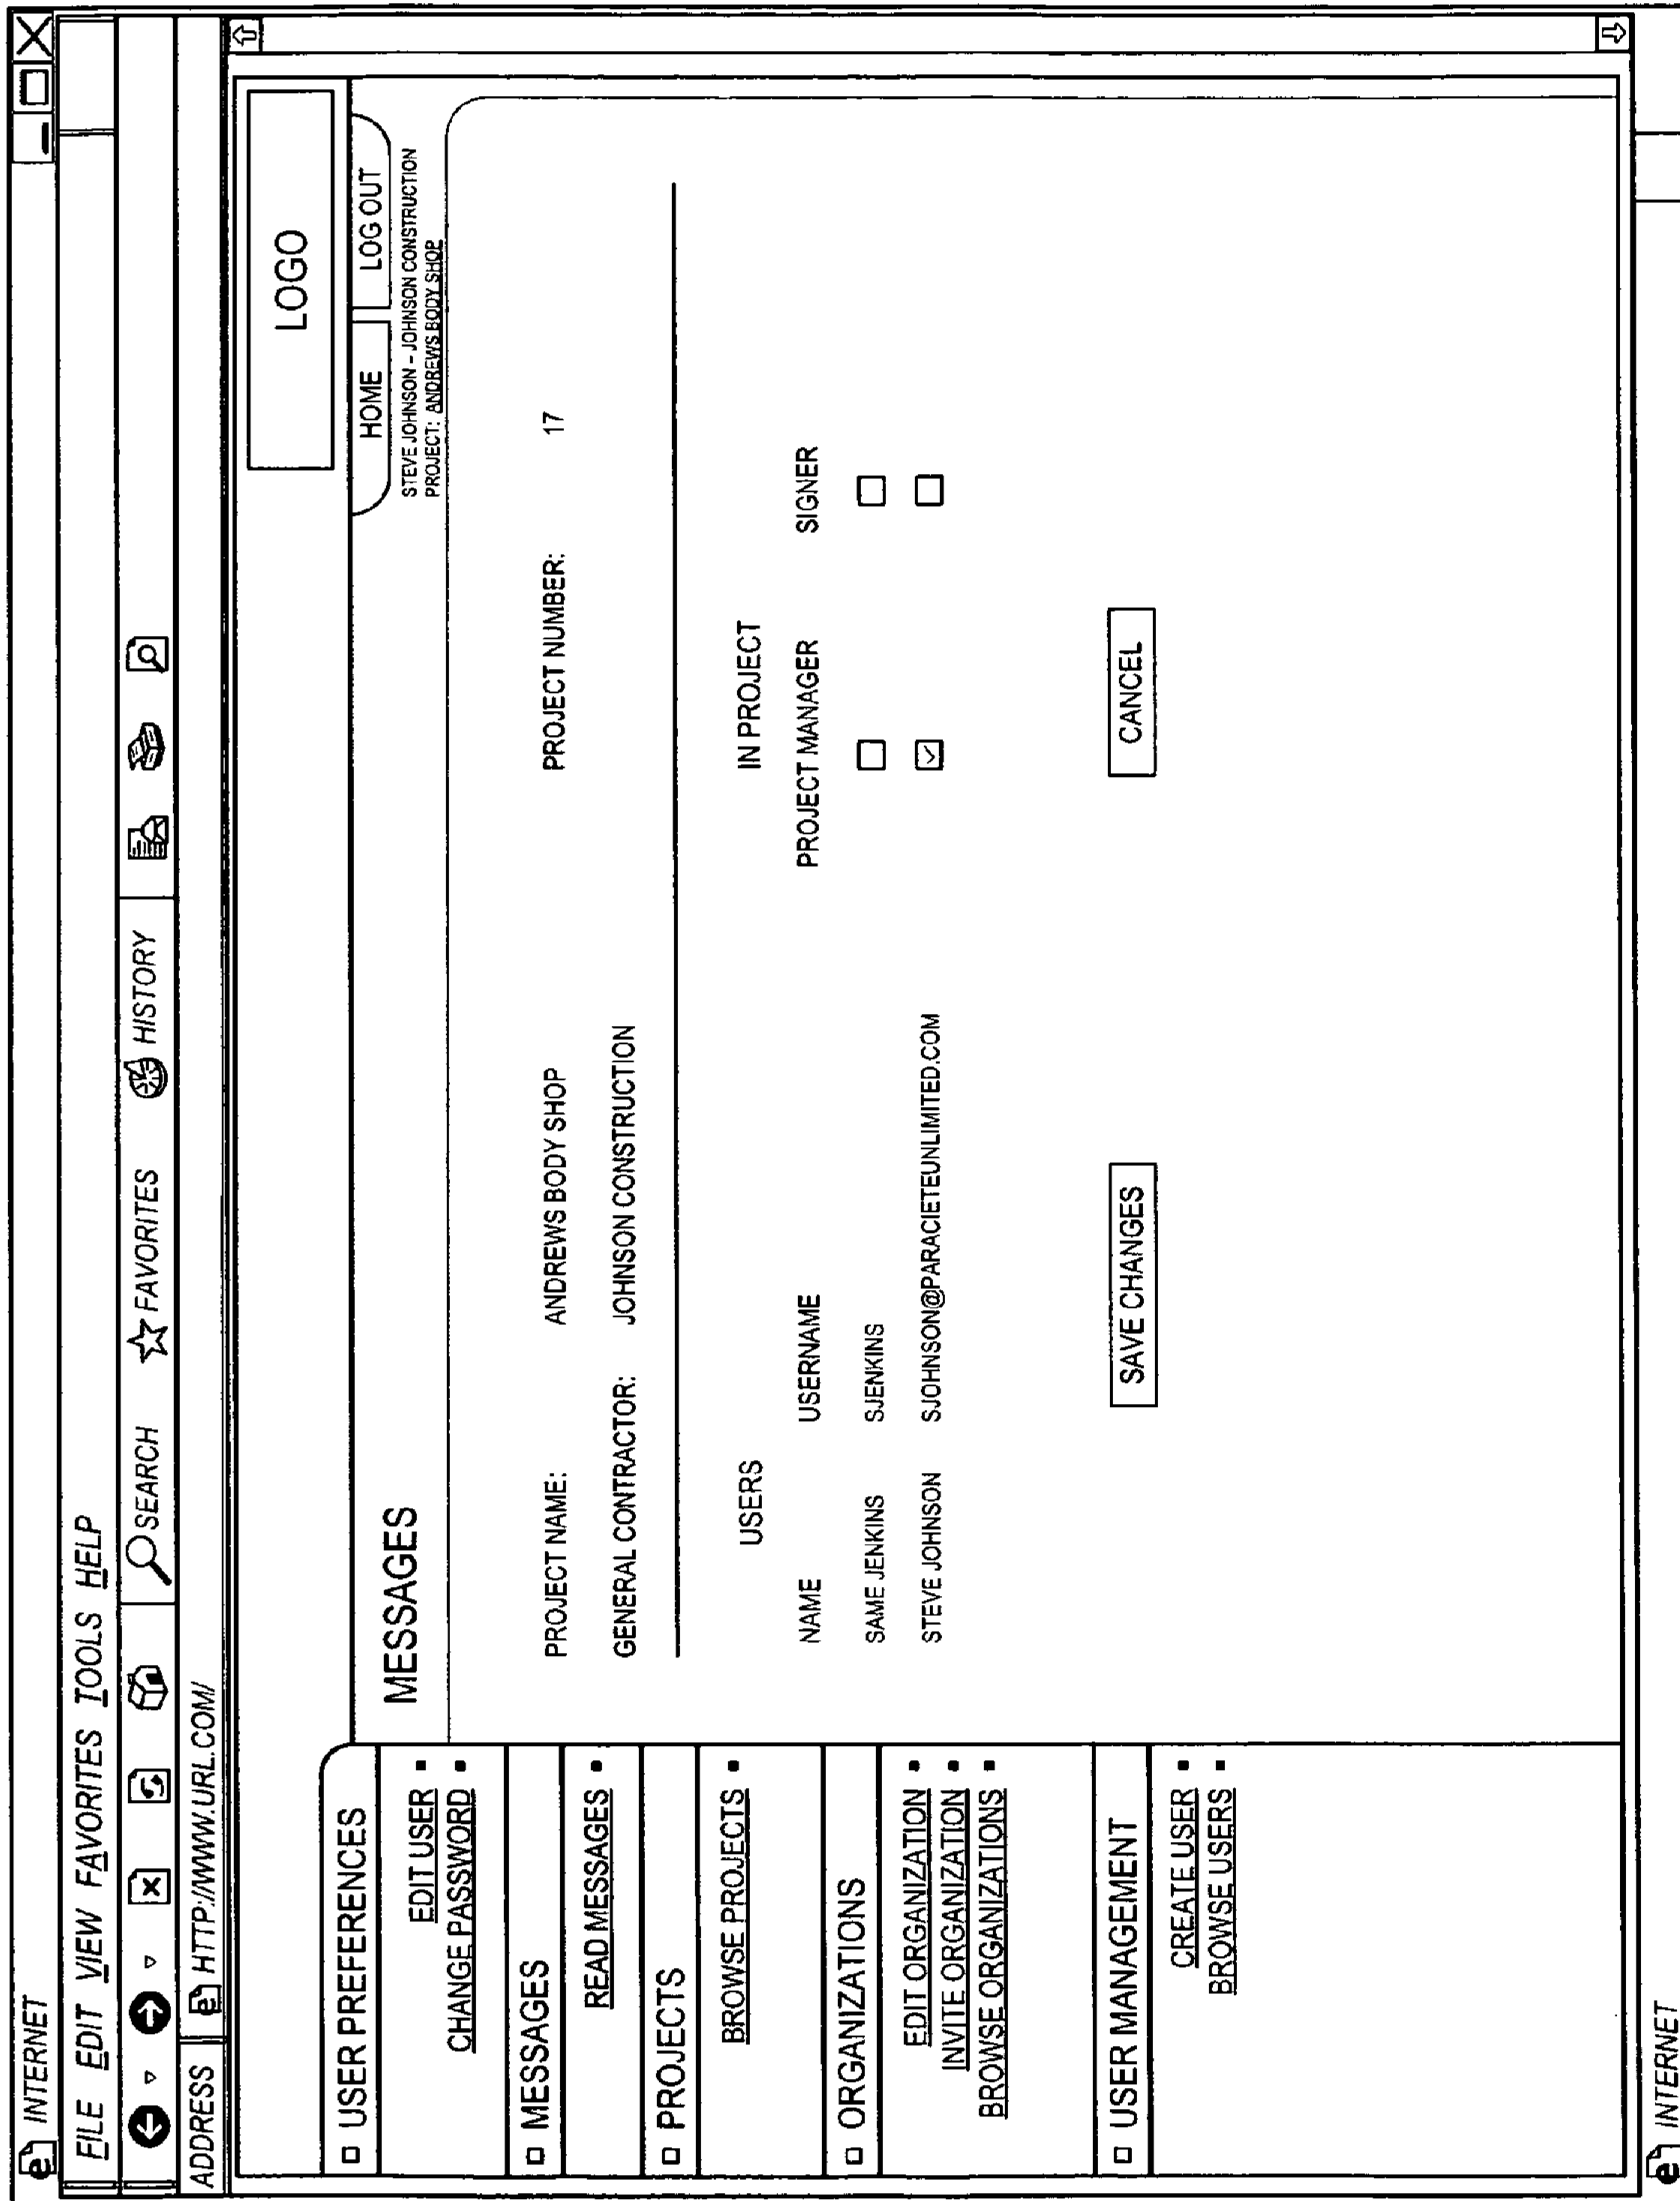 INTERNET
FILE EDIT VIEW FAVORITES TOOLS HELP
SEARCH FAVORITES HISTORY
ADDRESS HTTP://WWW.URL.COM/
LOGO
HOME LOG OUT
STEVE JOHNSON – JOHNSON CONSTRUCTION
PROJECT: ANDREWS BODY SHOP
USER PREFERENCES
EDIT USER
CHANGE PASSWORD
MESSAGES
READ MESSAGES
PROJECTS
BROWSE PROJECTS
ORGANIZATIONS
EDIT ORGANIZATION
INVITE ORGANIZATION
BROWSE ORGANIZATIONS
USER MANAGEMENT
CREATE USER
BROWSE USERS
MESSAGES
PROJECT NAME: ANDREWS BODY SHOP PROJECT NUMBER: 17
GENERAL CONTRACTOR: JOHNSON CONSTRUCTION
USERS IN PROJECT
NAME USERNAME PROJECT MANAGER SIGNER
SAME JENKINS SJENKINS
STEVE JOHNSON SJOHNSON@PARACIETEUNLIMITED.COM
SAVE CHANGES CANCEL
INTERNET